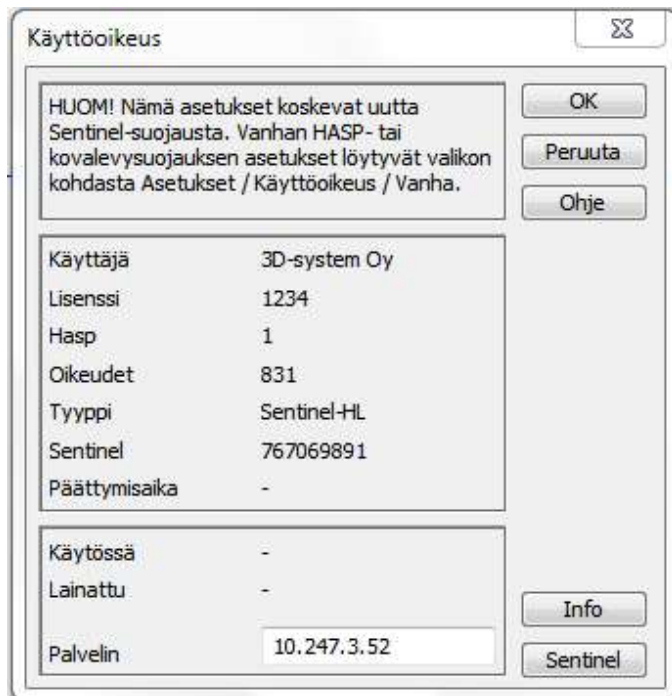 Käyttöoikeus
HUOM! Nämä asetukset koskevat uutta
Sentinel-suojausta. Vanhan HASP- tai
kovalevysuojauksen asetukset löytyvät valikon
kohdasta Asetukset / Käyttöoikeus / Vanha.
OK
Peruuta
Ohje
Käyttäjä 3D-system Oy
Lisenssi 1234
Hasp 1
Oikeudet 831
Tyyppi Sentinel-HL
Sentinel 767069891
Päättymisaika -
Käytössä -
Lainattu -
Palvelin 10.247.3.52
Info
Sentinel